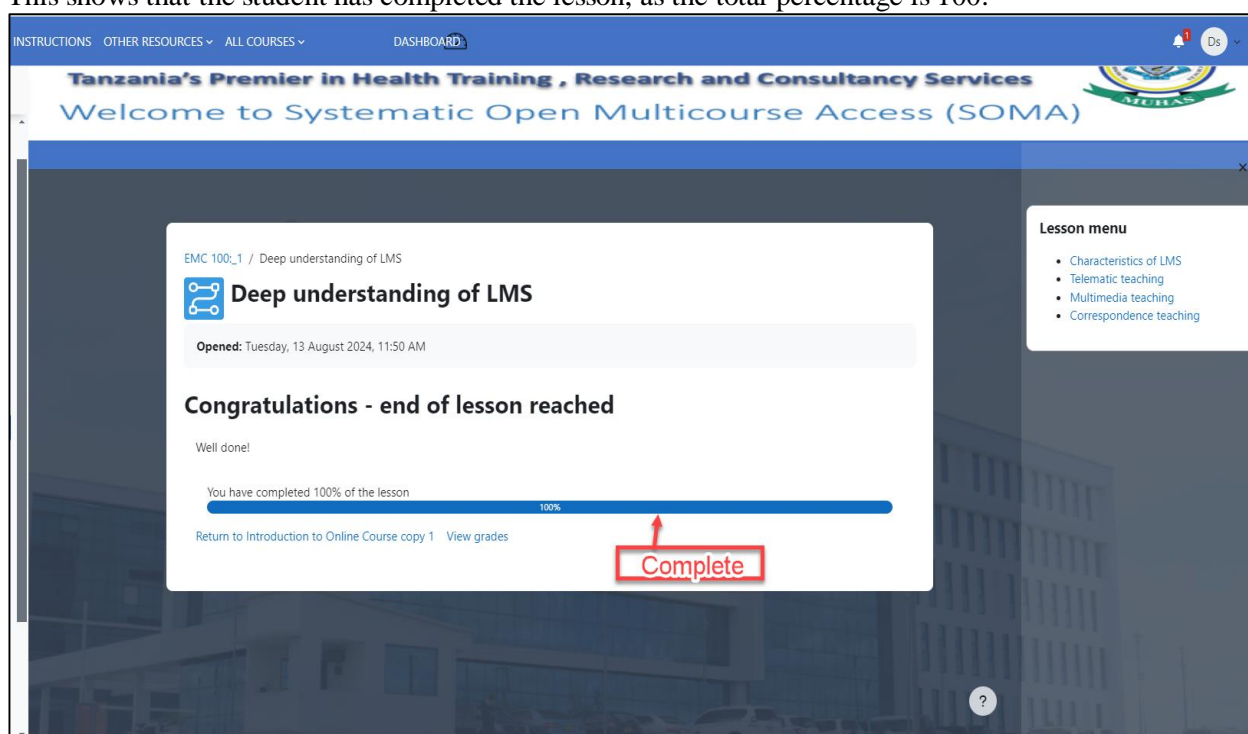 This shows that the student has completed the lesson, as the total percentage is 100.
INSTRUCTIONS OTHER RESOURCES ALL COURSES DASHBOARD 1 Ds
Tanzania's Premier in Health Training , Research and Consultancy Services
Welcome to Systematic Open Multicourse Access (SOMA)
MUHAS
×
Lesson menu
Characteristics of LMS
Telematic teaching
Multimedia teaching
Correspondence teaching
EMC 100:_1 / Deep understanding of LMS
Deep understanding of LMS
Opened: Tuesday, 13 August 2024, 11:50 AM
Congratulations - end of lesson reached
Well done!
You have completed 100% of the lesson
100%
Return to Introduction to Online Course copy 1 View grades
Complete
?